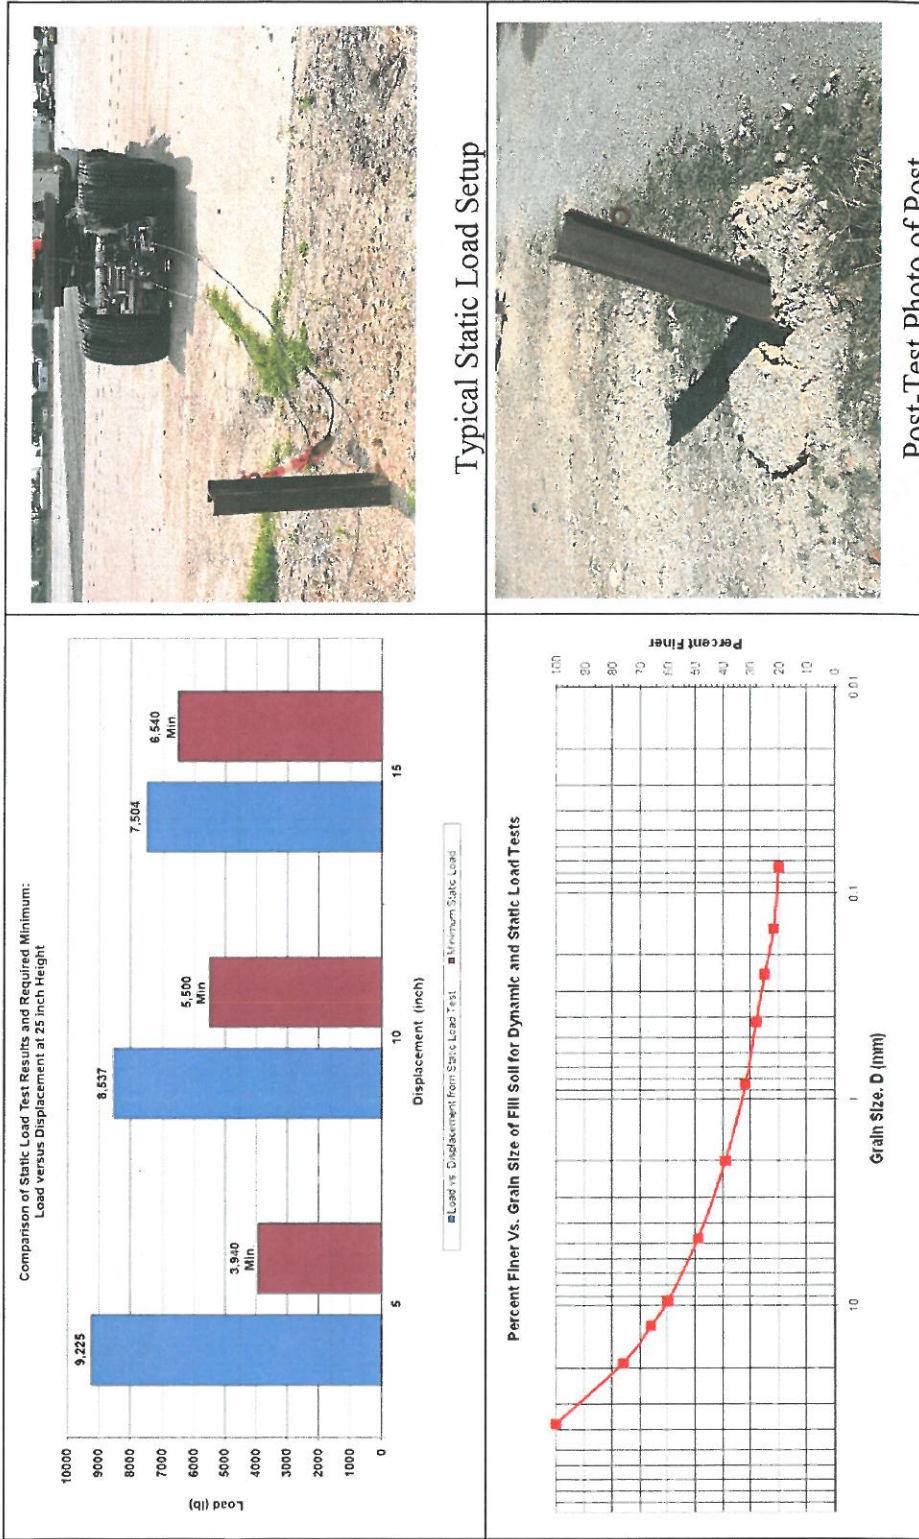 Comparison of Static Load Test Results and Required Minimum:
Load versus Displacement at 25 inch Height
Load (lb)
10000
9000
8000
7000
6000
5000
4000
3000
2000
1000
0
9,225
3,940
Min.
8,537
5,500
Min
7,504
6,540
Min.
5
10
15
Displacement (inch)
Load vs. Displacement from Static Load Test
Minimum Static Load
Typical Static Load Setup
Percent Finer Vs. Grain Size of Fill Soil for Dynamic and Static Load Tests
Percent Finer
100
90
80
70
60
50
40
30
20
10
0
10
1
0.1
0.01
Grain Size, D (mm)
Post-Test Photo of Post